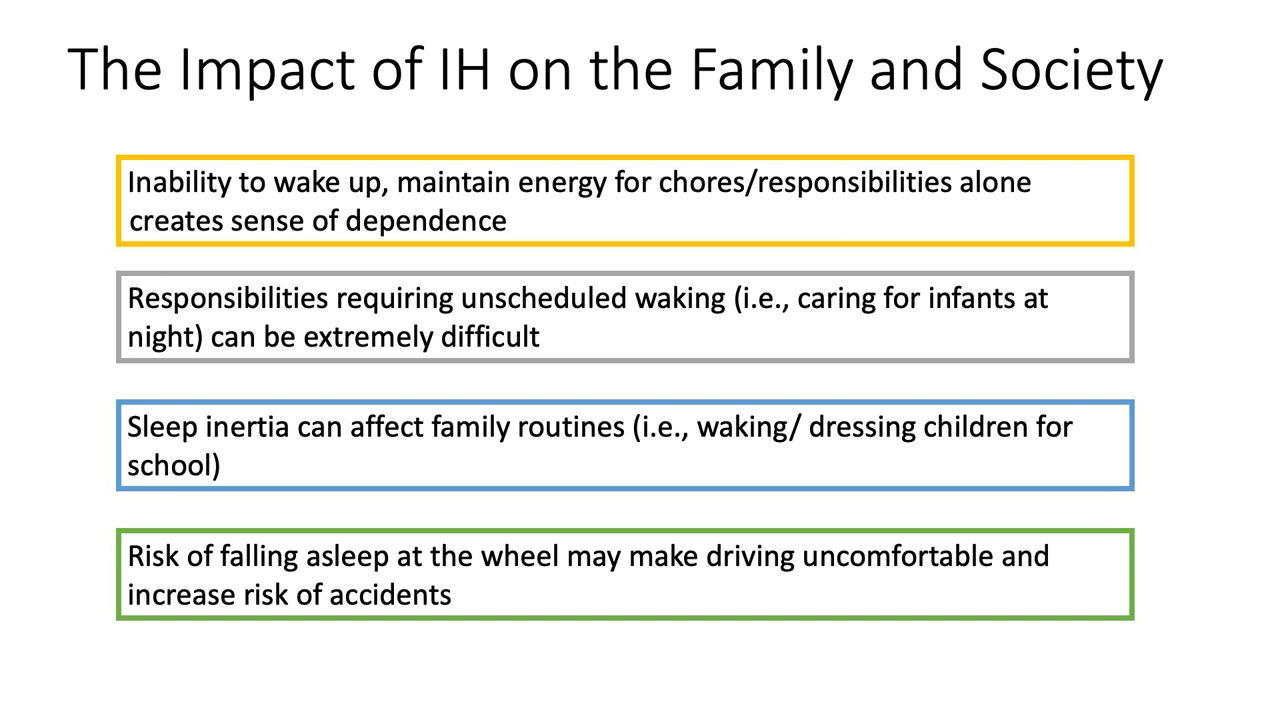 The Impact of IH on the Family and Society
Inability to wake up, maintain energy for chores/responsibilities alone
creates sense of dependence
Responsibilities requiring unscheduled waking (i.e., caring for infants at
night) can be extremely difficult
Sleep inertia can affect family routines (i.e., waking/ dressing children for
school)
Risk of falling asleep at the wheel may make driving uncomfortable and
increase risk of accidents